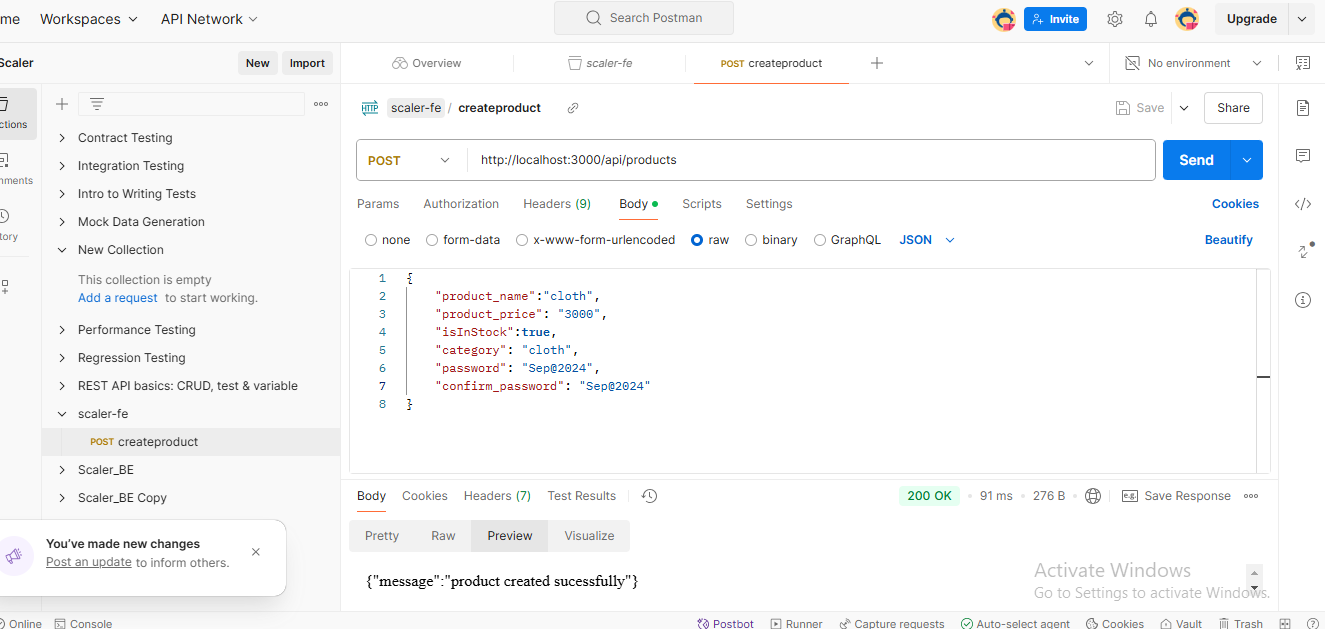 me Workspaces API Network Search Postman Invite Upgrade
Scaler New Import Overview scaler-fe POST createproduct No environment
HTTP scaler-fe / createproduct Save Share
ctions
Contract Testing
Integration Testing
Intro to Writing Tests
Mock Data Generation
New Collection
This collection is empty
Add a request to start working.
Performance Testing
Regression Testing
REST API basics: CRUD, test & variable
scaler-fe
POST createproduct
Scaler_BE
Scaler_BE Copy
nments
tory
You've made new changes
Post an update to inform others.
POST http://localhost:3000/api/products Send
Params Authorization Headers (9) Body Scripts Settings Cookies
none form-data x-www-form-urlencoded raw binary GraphQL JSON Beautify
1 {
2 "product_name":"cloth",
3 "product_price": "3000",
4 "isInStock":true,
5 "category": "cloth",
6 "password": "Sep@2024",
7 "confirm_password": "Sep@2024"
8 }
Body Cookies Headers (7) Test Results 200 OK • 91 ms • 276 B • e.g. Save Response
Pretty Raw Preview Visualize
{"message":"product created sucessfully"}
Activate Windows
Go to Settings to activate Windows.
Online Console Postbot Runner Capture requests Auto-select agent Cookies Vault Trash